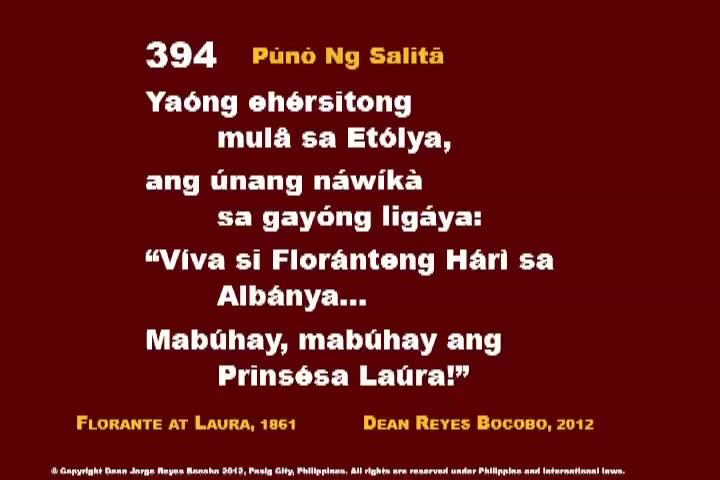 394 Púnò Ng Salitâ
Yaóng ehérsitong
mulâ sa Etólya,
ang únang náwíkà
sa gayóng ligáya:
“Víva si Floránteng Hárì sa
Albánya...
Mabúhay, mabúhay ang
Prinsésa Laúra!”
FLORANTE AT LAURA, 1861 DEAN REYES BOCOBO, 2012
© Copyright Dean Jorge Reyes Bocobo 2012, Pasig City, Philippines. All rights are reserved under Philippine and international laws.